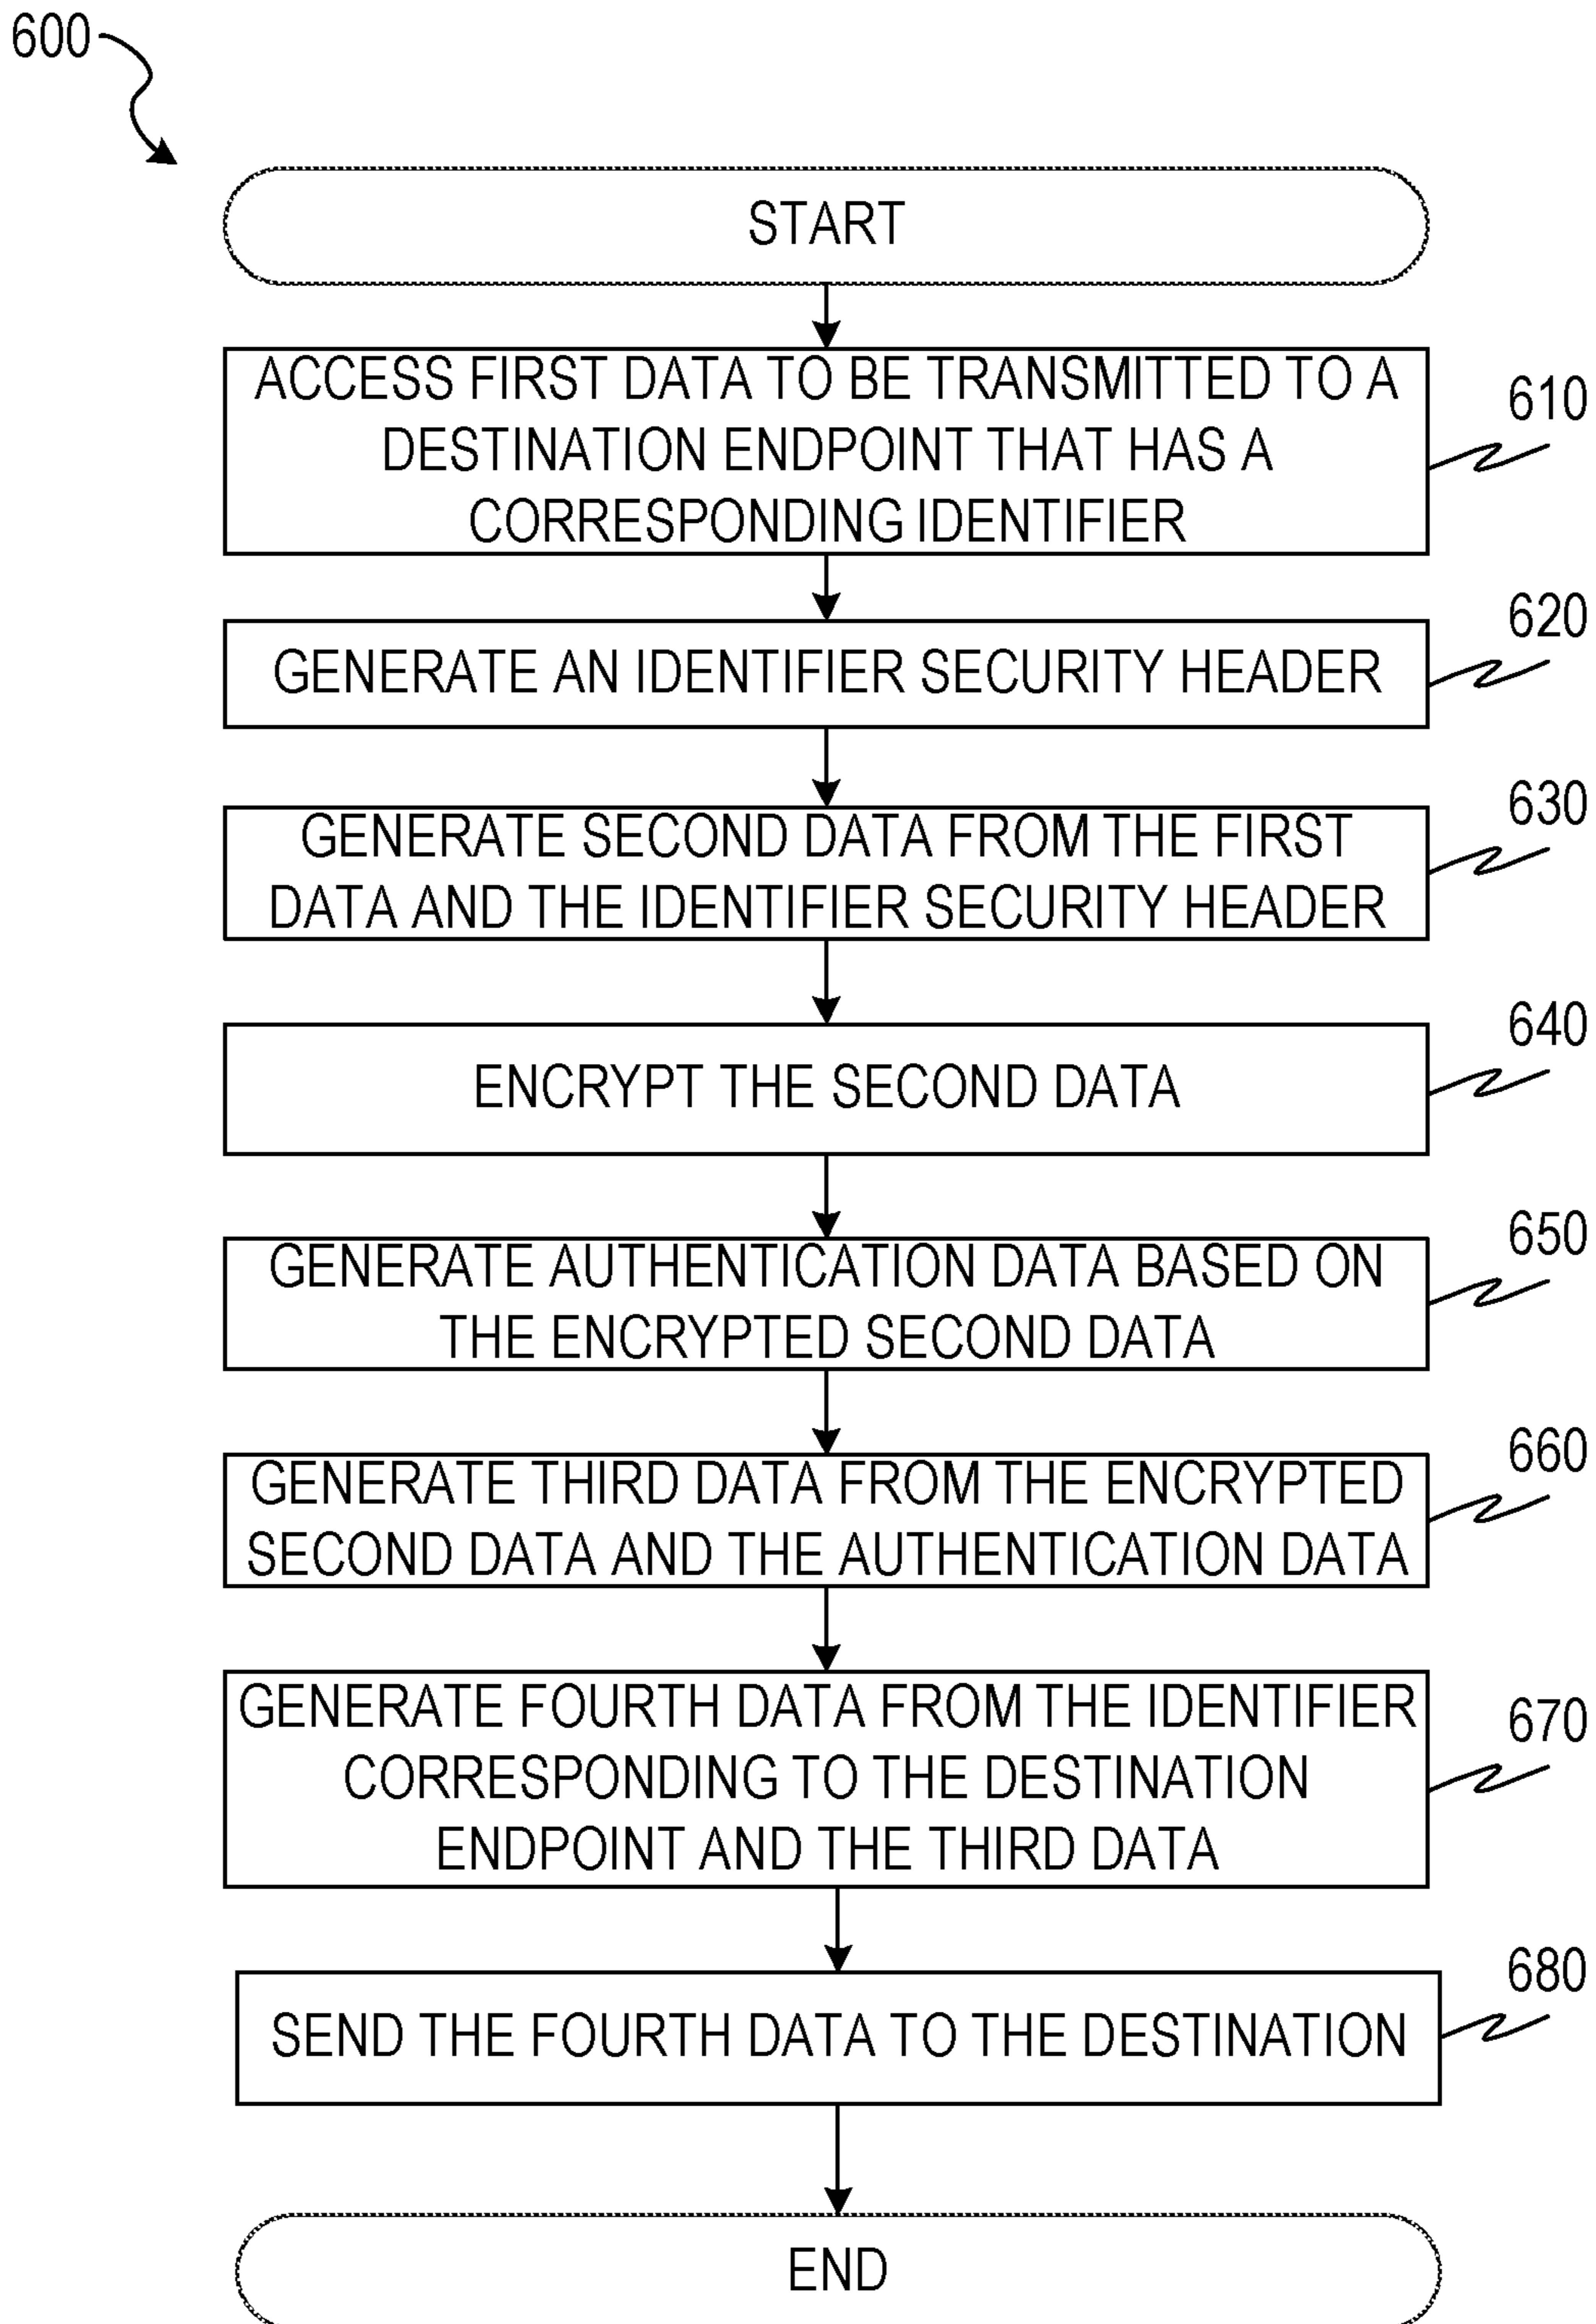 600
START
ACCESS FIRST DATA TO BE TRANSMITTED TO A
DESTINATION ENDPOINT THAT HAS A
CORRESPONDING IDENTIFIER
610
GENERATE AN IDENTIFIER SECURITY HEADER
620
GENERATE SECOND DATA FROM THE FIRST
DATA AND THE IDENTIFIER SECURITY HEADER
630
ENCRYPT THE SECOND DATA
640
GENERATE AUTHENTICATION DATA BASED ON
THE ENCRYPTED SECOND DATA
650
GENERATE THIRD DATA FROM THE ENCRYPTED
SECOND DATA AND THE AUTHENTICATION DATA
660
GENERATE FOURTH DATA FROM THE IDENTIFIER
CORRESPONDING TO THE DESTINATION
ENDPOINT AND THE THIRD DATA
670
SEND THE FOURTH DATA TO THE DESTINATION
680
END